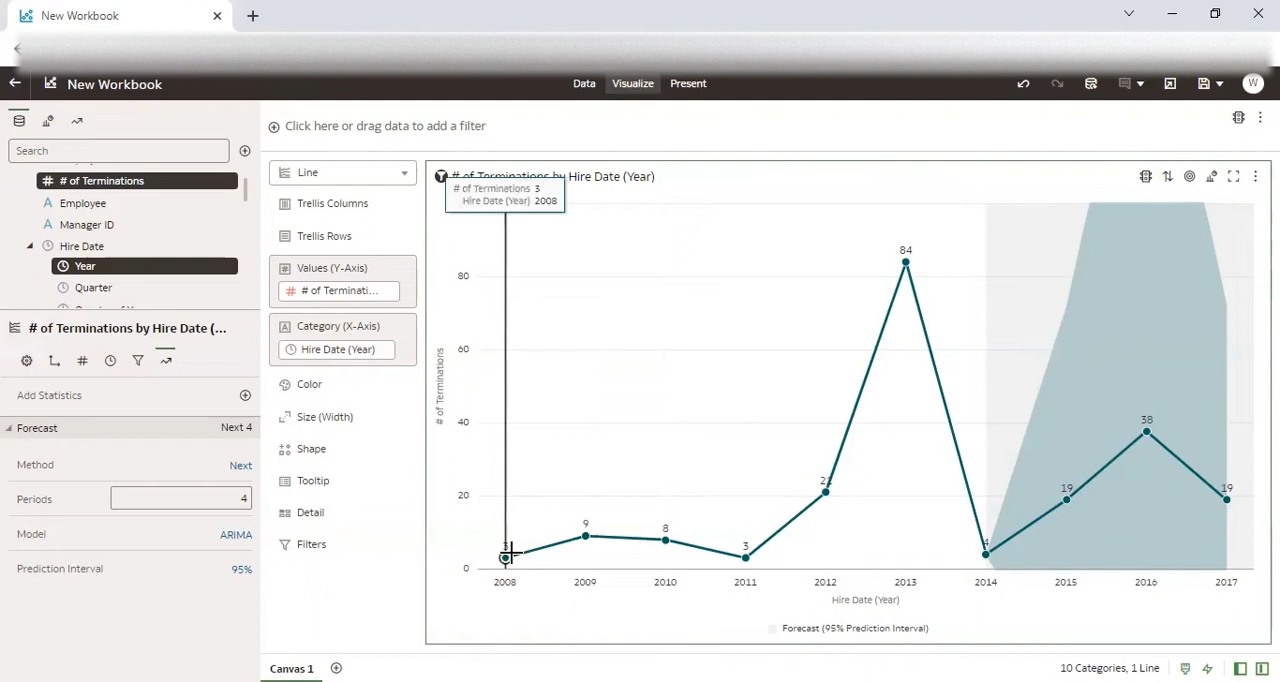 New Workbook
New Workbook
Data Visualize Present
W
Click here or drag data to add a filter
Search
# of Terminations
Employee
Manager ID
Hire Date
Year
Quarter
# of Terminations by Hire Date (...
Add Statistics
Forecast Next 4
Method Next
Periods 4
Model ARIMA
Prediction Interval 95%
Line
Trellis Columns
Trellis Rows
Values (Y-Axis)
# of Terminati...
Category (X-Axis)
Hire Date (Year)
Color
Size (Width)
Shape
Tooltip
Detail
Filters
# of Terminations by Hire Date (Year)
# of Terminations 3
Hire Date (Year) 2008
# of Terminations
80
60
40
20
0
9
8
3
84
4
19
38
19
2008 2009 2010 2011 2012 2013 2014 2015 2016 2017
Hire Date (Year)
Forecast (95% Prediction Interval)
Canvas 1
10 Categories, 1 Line